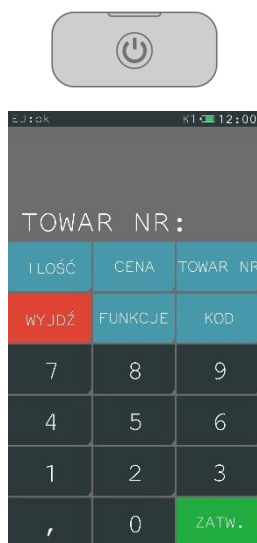 EJ:ok K1 12:00
TOWAR NR:
ILOŚĆ CENA TOWAR NR
WYJDŹ FUNKCJE KOD
7 8 9
4 5 6
1 2 3
, 0 ZATW.